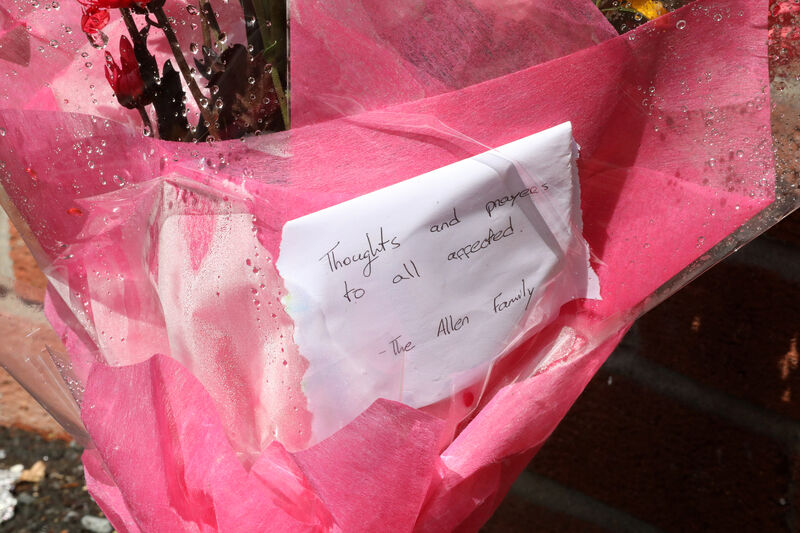 Thoughts and prayers
to all affected.
- The Allen Family